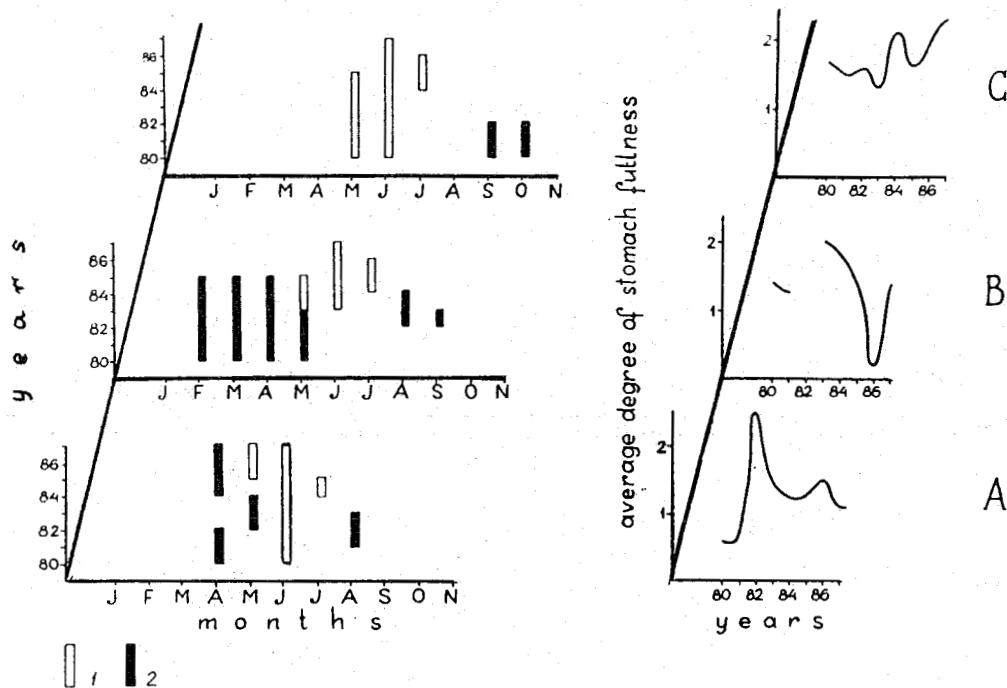 years
86
84
82
80
J F M A M J J A S O N
86
84
82
80
J F M A M J J A S O N
86
84
82
80
J F M A M J J A S O N
months
1 2
average degree of stomach fullness
2
1
80 82 84 86
C
2
1
80 82 84 86
B
2
1
80 82 84 86
A
years